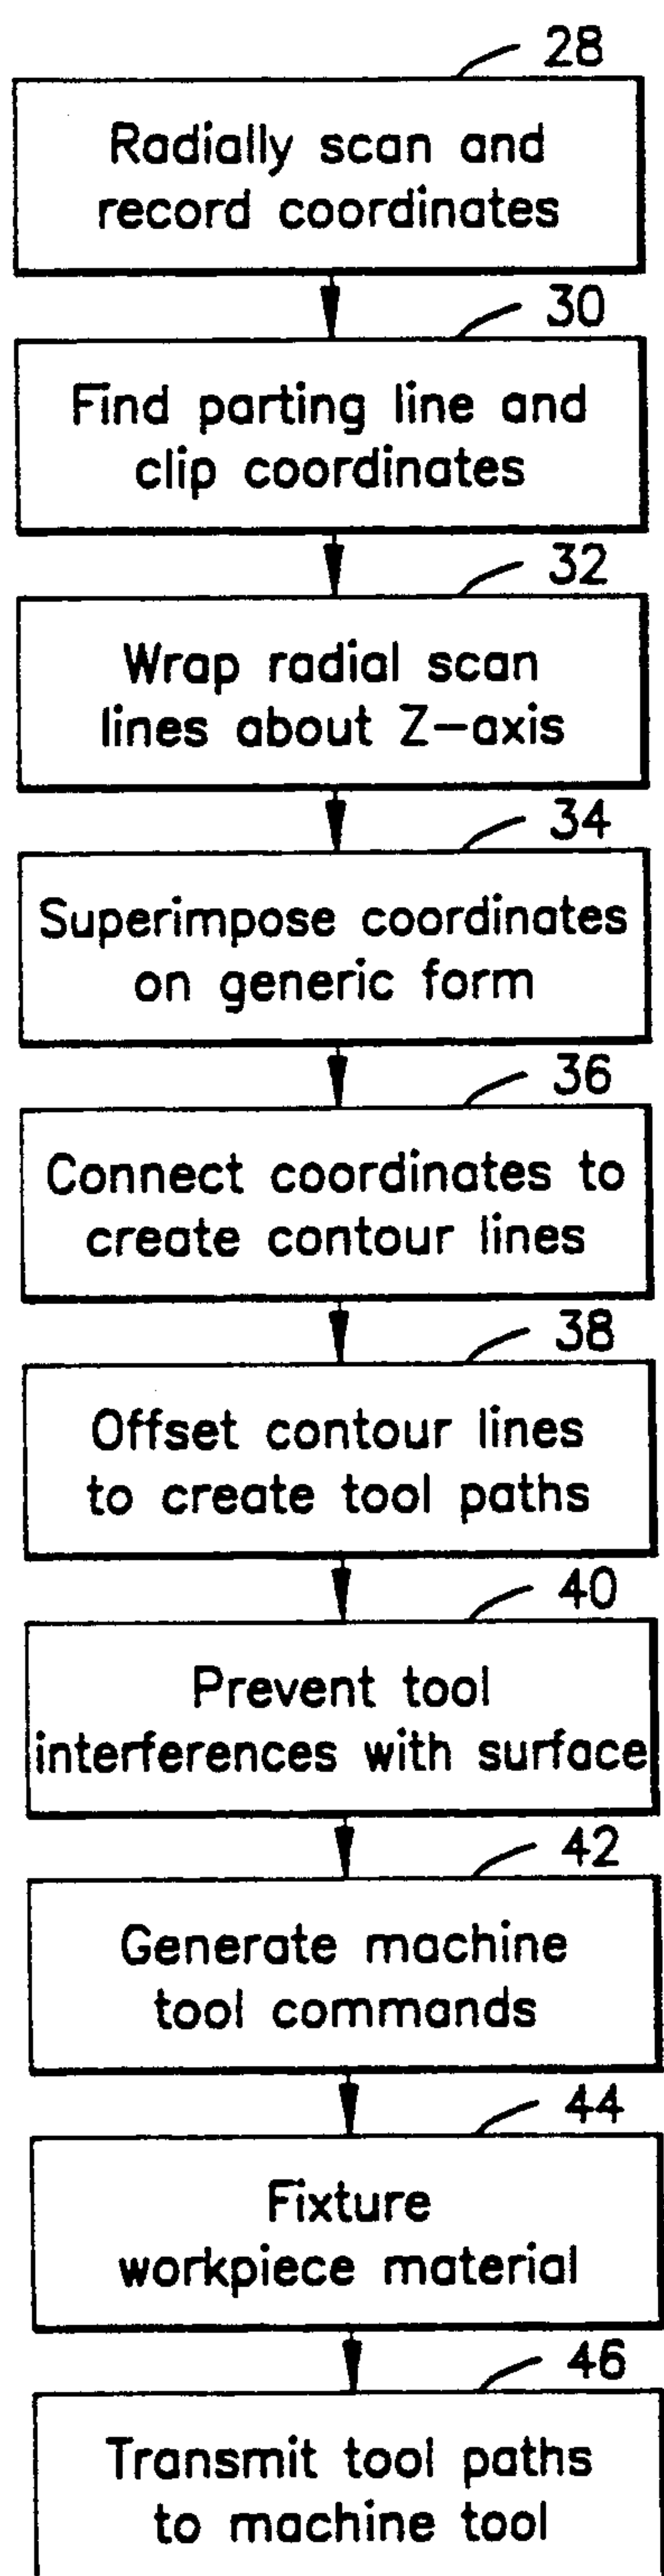 28
Radially scan and
record coordinates
30
Find parting line and
clip coordinates
32
Wrap radial scan
lines about Z-axis
34
Superimpose coordinates
on generic form
36
Connect coordinates to
create contour lines
38
Offset contour lines
to create tool paths
40
Prevent tool
interferences with surface
42
Generate machine
tool commands
44
Fixture
workpiece material
46
Transmit tool paths
to machine tool